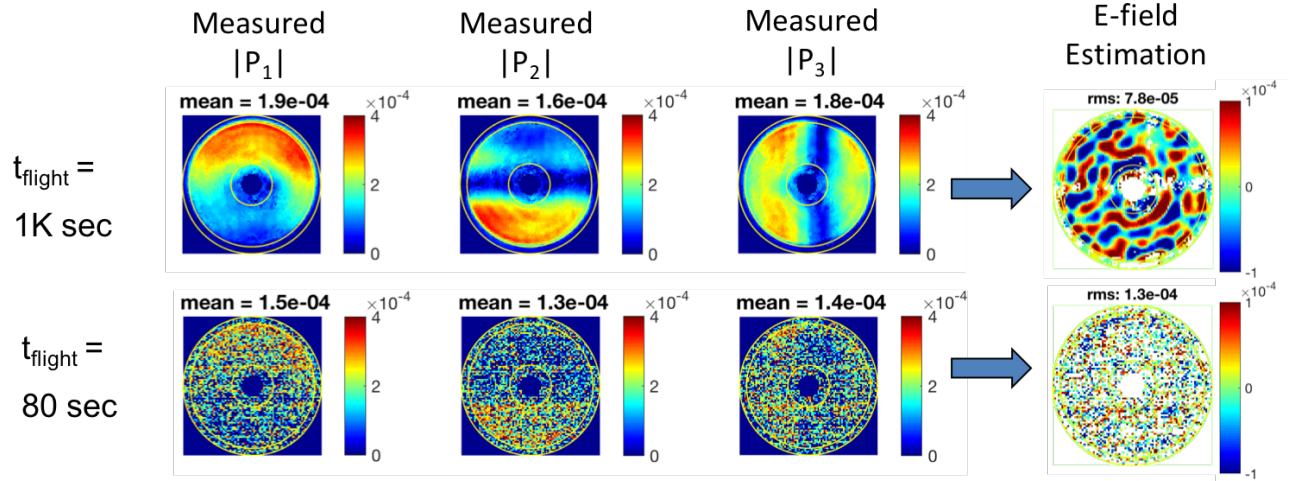 Measured
|P₁|
Measured
|P₂|
Measured
|P₃|
E-field
Estimation
t_flight =
1K sec
mean = 1.9e-04
×10⁻⁴
4
2
0
mean = 1.6e-04
×10⁻⁴
4
2
0
mean = 1.8e-04
×10⁻⁴
4
2
0
rms: 7.8e-05
×10⁻⁴
1
0
-1
t_flight =
80 sec
mean = 1.5e-04
×10⁻⁴
4
2
0
mean = 1.3e-04
×10⁻⁴
4
2
0
mean = 1.4e-04
×10⁻⁴
4
2
0
rms: 1.3e-04
×10⁻⁴
1
0
-1